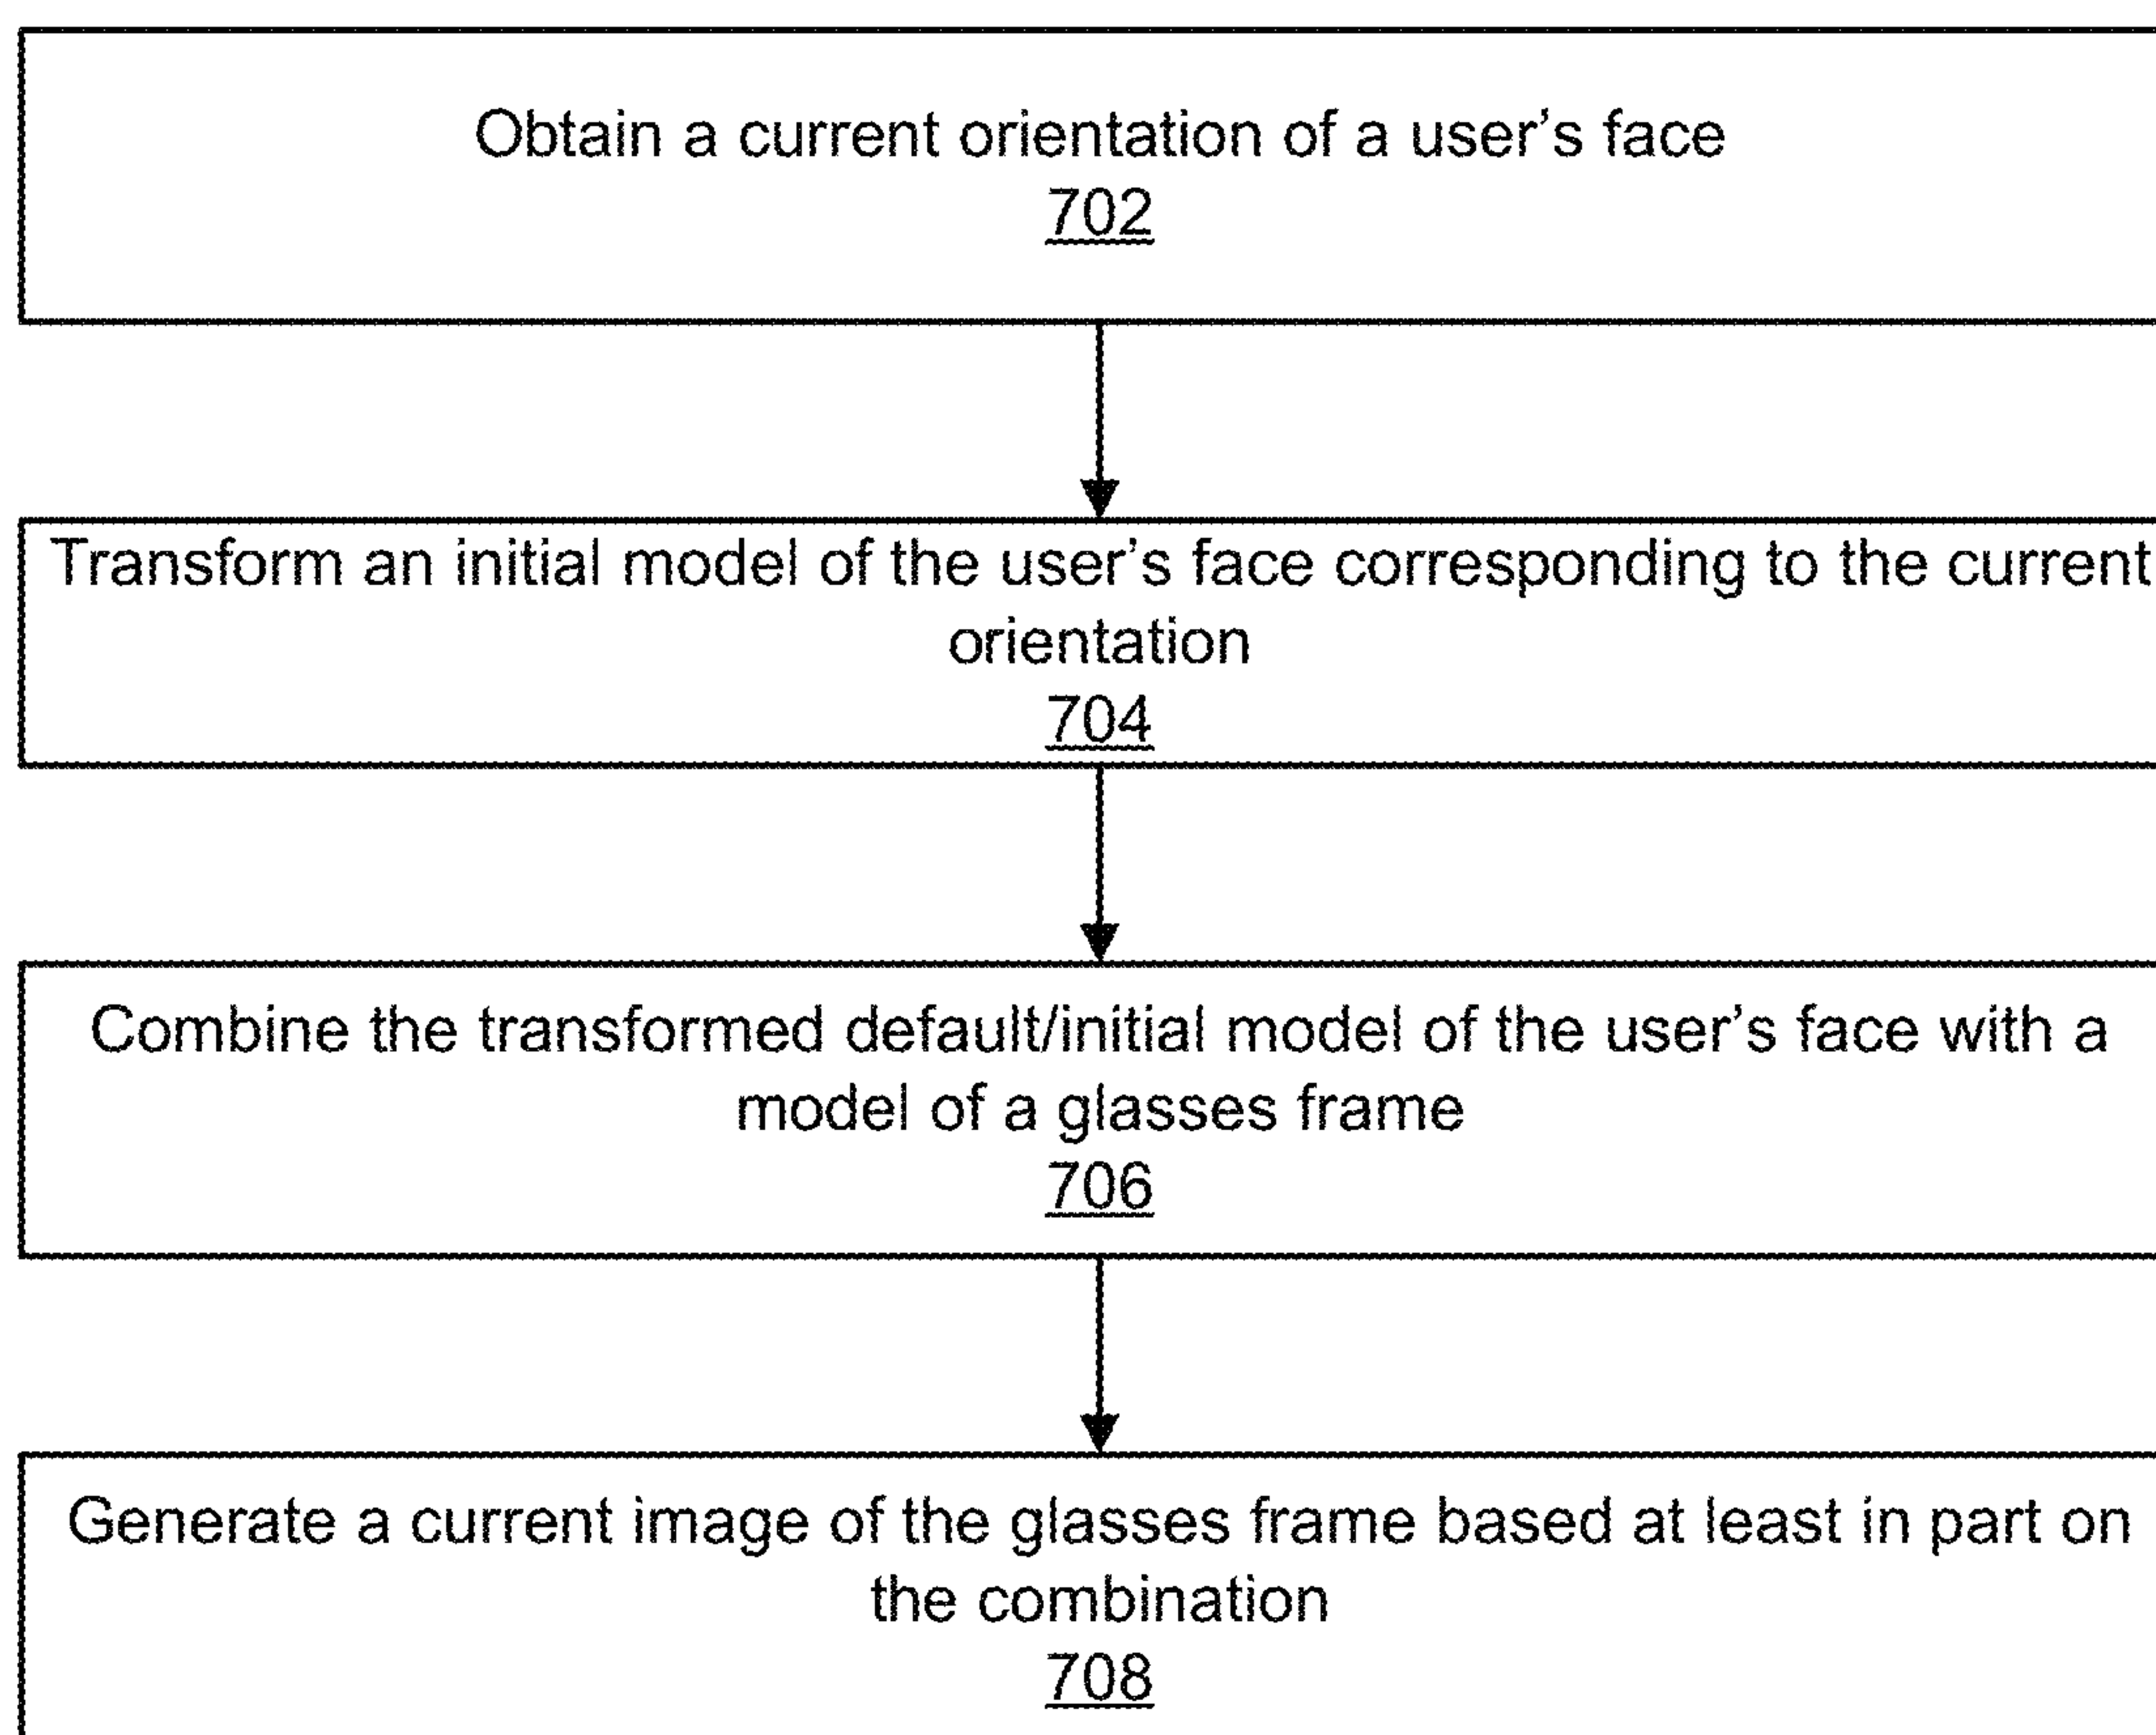 Obtain a current orientation of a user’s face
702
Transform an initial model of the user’s face corresponding to the current
orientation
704
Combine the transformed default/initial model of the user’s face with a
model of a glasses frame
706
Generate a current image of the glasses frame based at least in part on
the combination
708